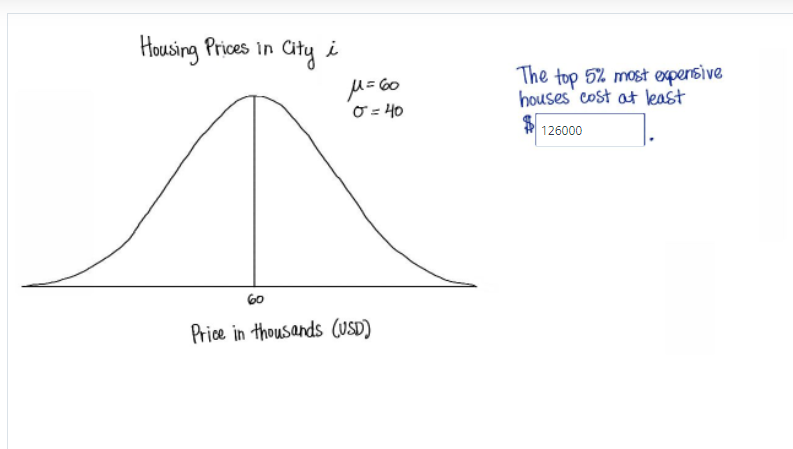 Housing Prices in City i
μ = 60
σ = 40
The top 5% most expensive
houses cost at least
$ 126000 .
60
Price in thousands (USD)